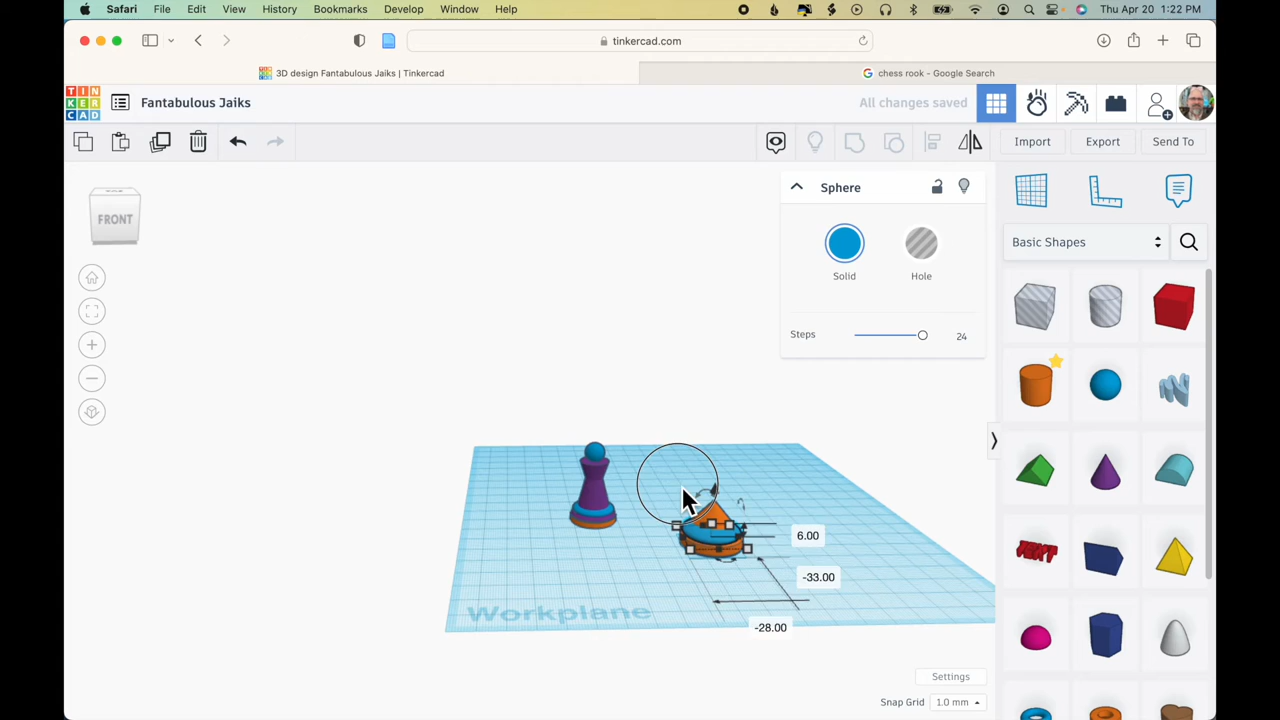 Safari File Edit View History Bookmarks Develop Window Help Thu Apr 20 1:22 PM
tinkercad.com
3D design Fantabulous Jaiks | Tinkercad
chess rook - Google Search
TIN
KER
CAD
Fantabulous Jaiks
All changes saved
Import Export Send To
FRONT
Sphere
Solid Hole
Steps 24
Basic Shapes
TEXT
6.00
-33.00
-28.00
Workplane
Settings
Snap Grid 1.0 mm